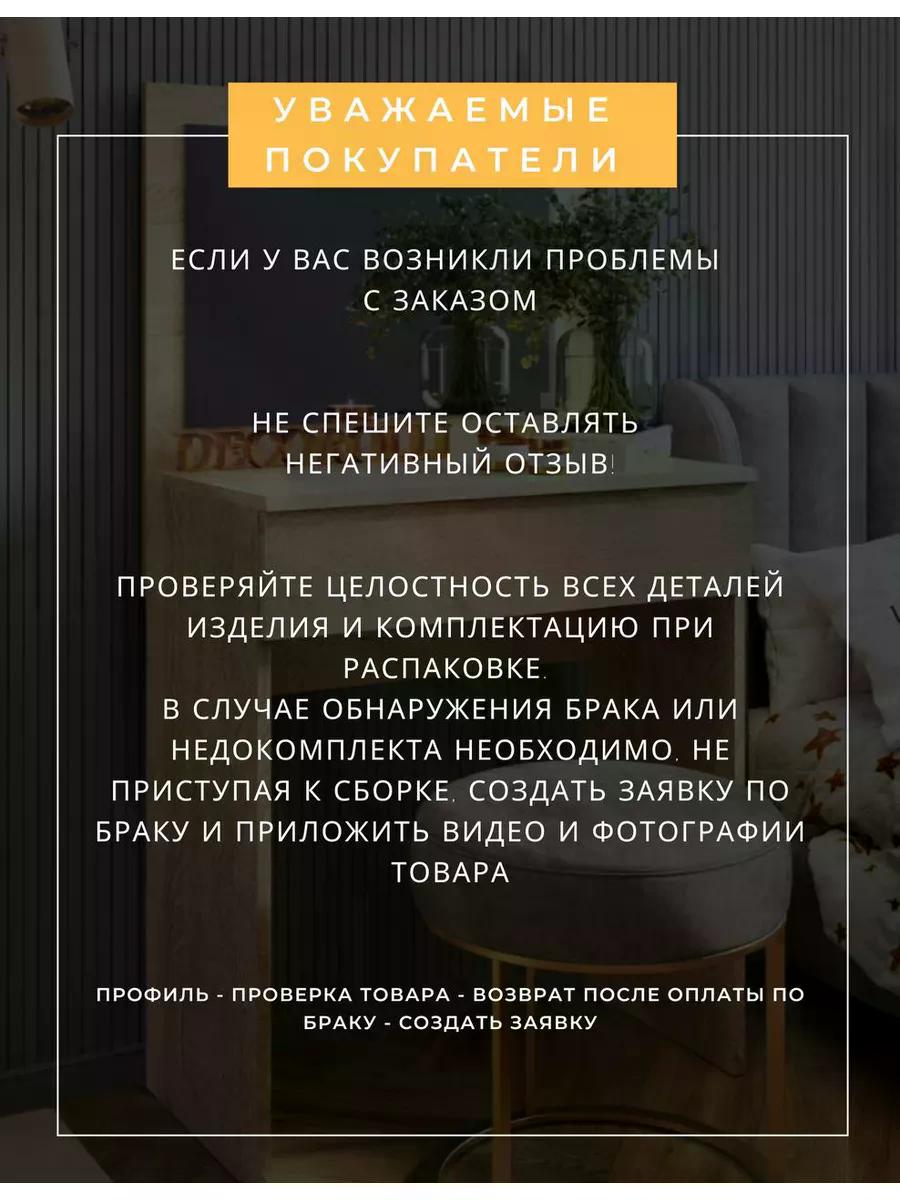 УВАЖАЕМЫЕ
ПОКУПАТЕЛИ
ЕСЛИ У ВАС ВОЗНИКЛИ ПРОБЛЕМЫ
С ЗАКАЗОМ
НЕ СПЕШИТЕ ОСТАВЛЯТЬ
НЕГАТИВНЫЙ ОТЗЫВ!
ПРОВЕРЯЙТЕ ЦЕЛОСТНОСТЬ ВСЕХ ДЕТАЛЕЙ
ИЗДЕЛИЯ И КОМПЛЕКТАЦИЮ ПРИ
РАСПАКОВКЕ.
В СЛУЧАЕ ОБНАРУЖЕНИЯ БРАКА ИЛИ
НЕДОКОМПЛЕКТА НЕОБХОДИМО, НЕ
ПРИСТУПАЯ К СБОРКЕ, СОЗДАТЬ ЗАЯВКУ ПО
БРАКУ И ПРИЛОЖИТЬ ВИДЕО И ФОТОГРАФИИ
ТОВАРА
ПРОФИЛЬ - ПРОВЕРКА ТОВАРА - ВОЗВРАТ ПОСЛЕ ОПЛАТЫ ПО
БРАКУ - СОЗДАТЬ ЗАЯВКУ